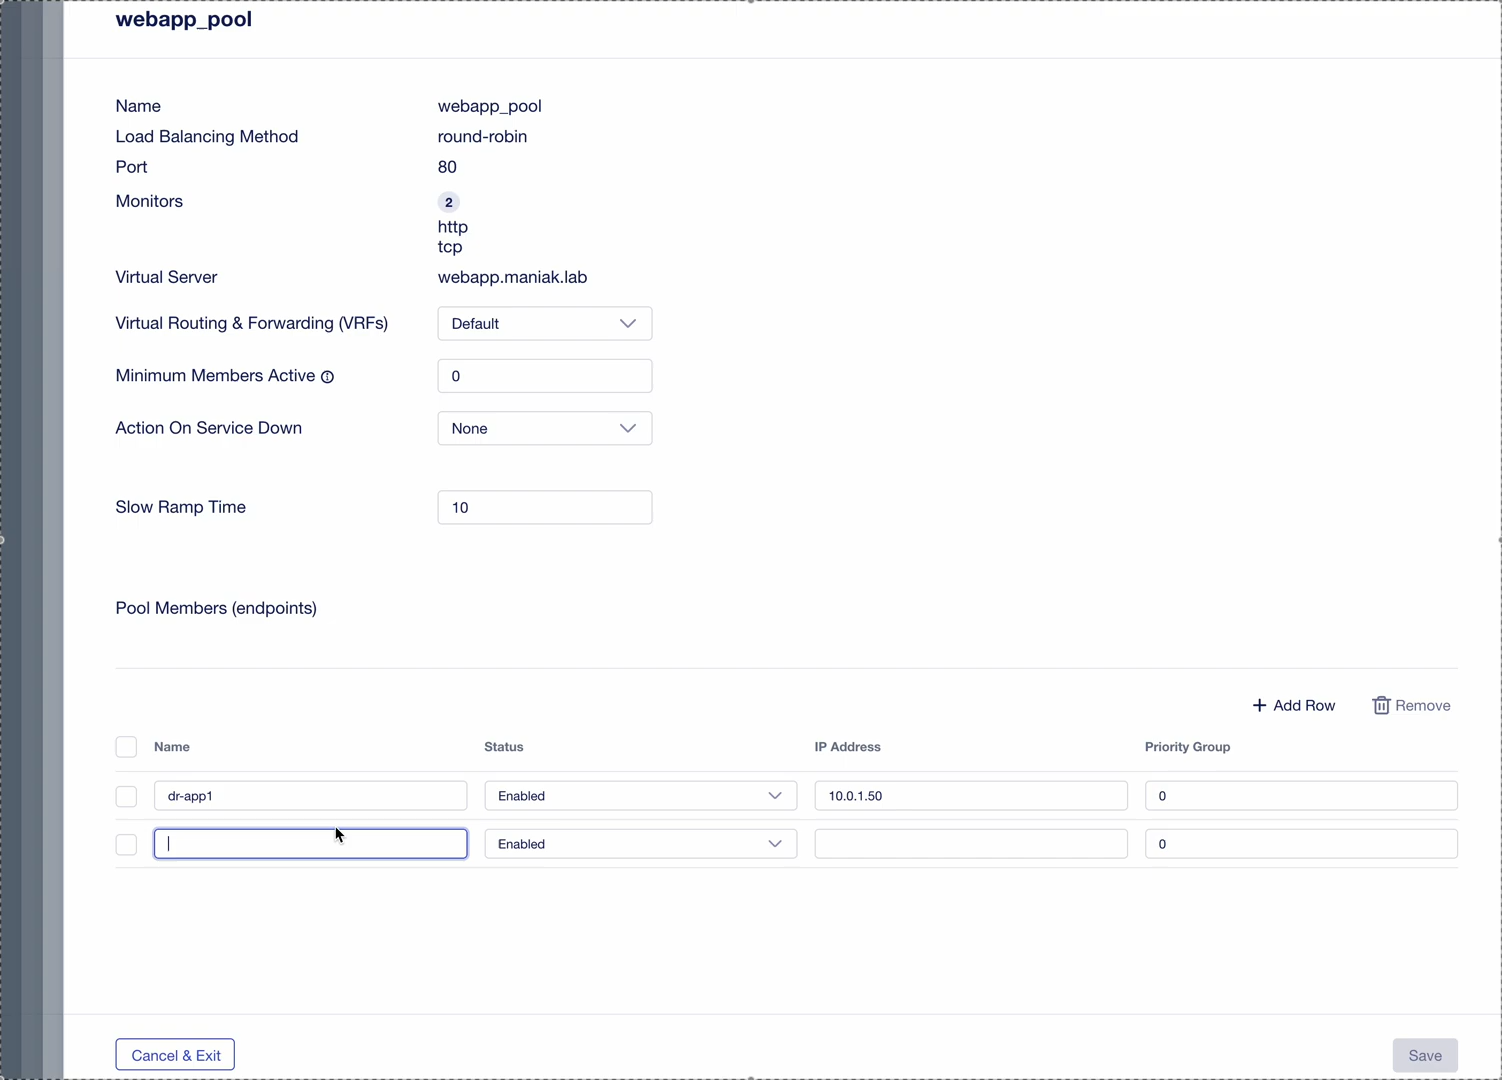 webapp_pool
Name webapp_pool
Load Balancing Method round-robin
Port 80
Monitors 2
http
tcp
Virtual Server webapp.maniak.lab
Virtual Routing & Forwarding (VRFs) Default
Minimum Members Active 0
Action On Service Down None
Slow Ramp Time 10
Pool Members (endpoints)
+ Add Row Remove
Name Status IP Address Priority Group
dr-app1 Enabled 10.0.1.50 0
Enabled 0
Cancel & Exit Save